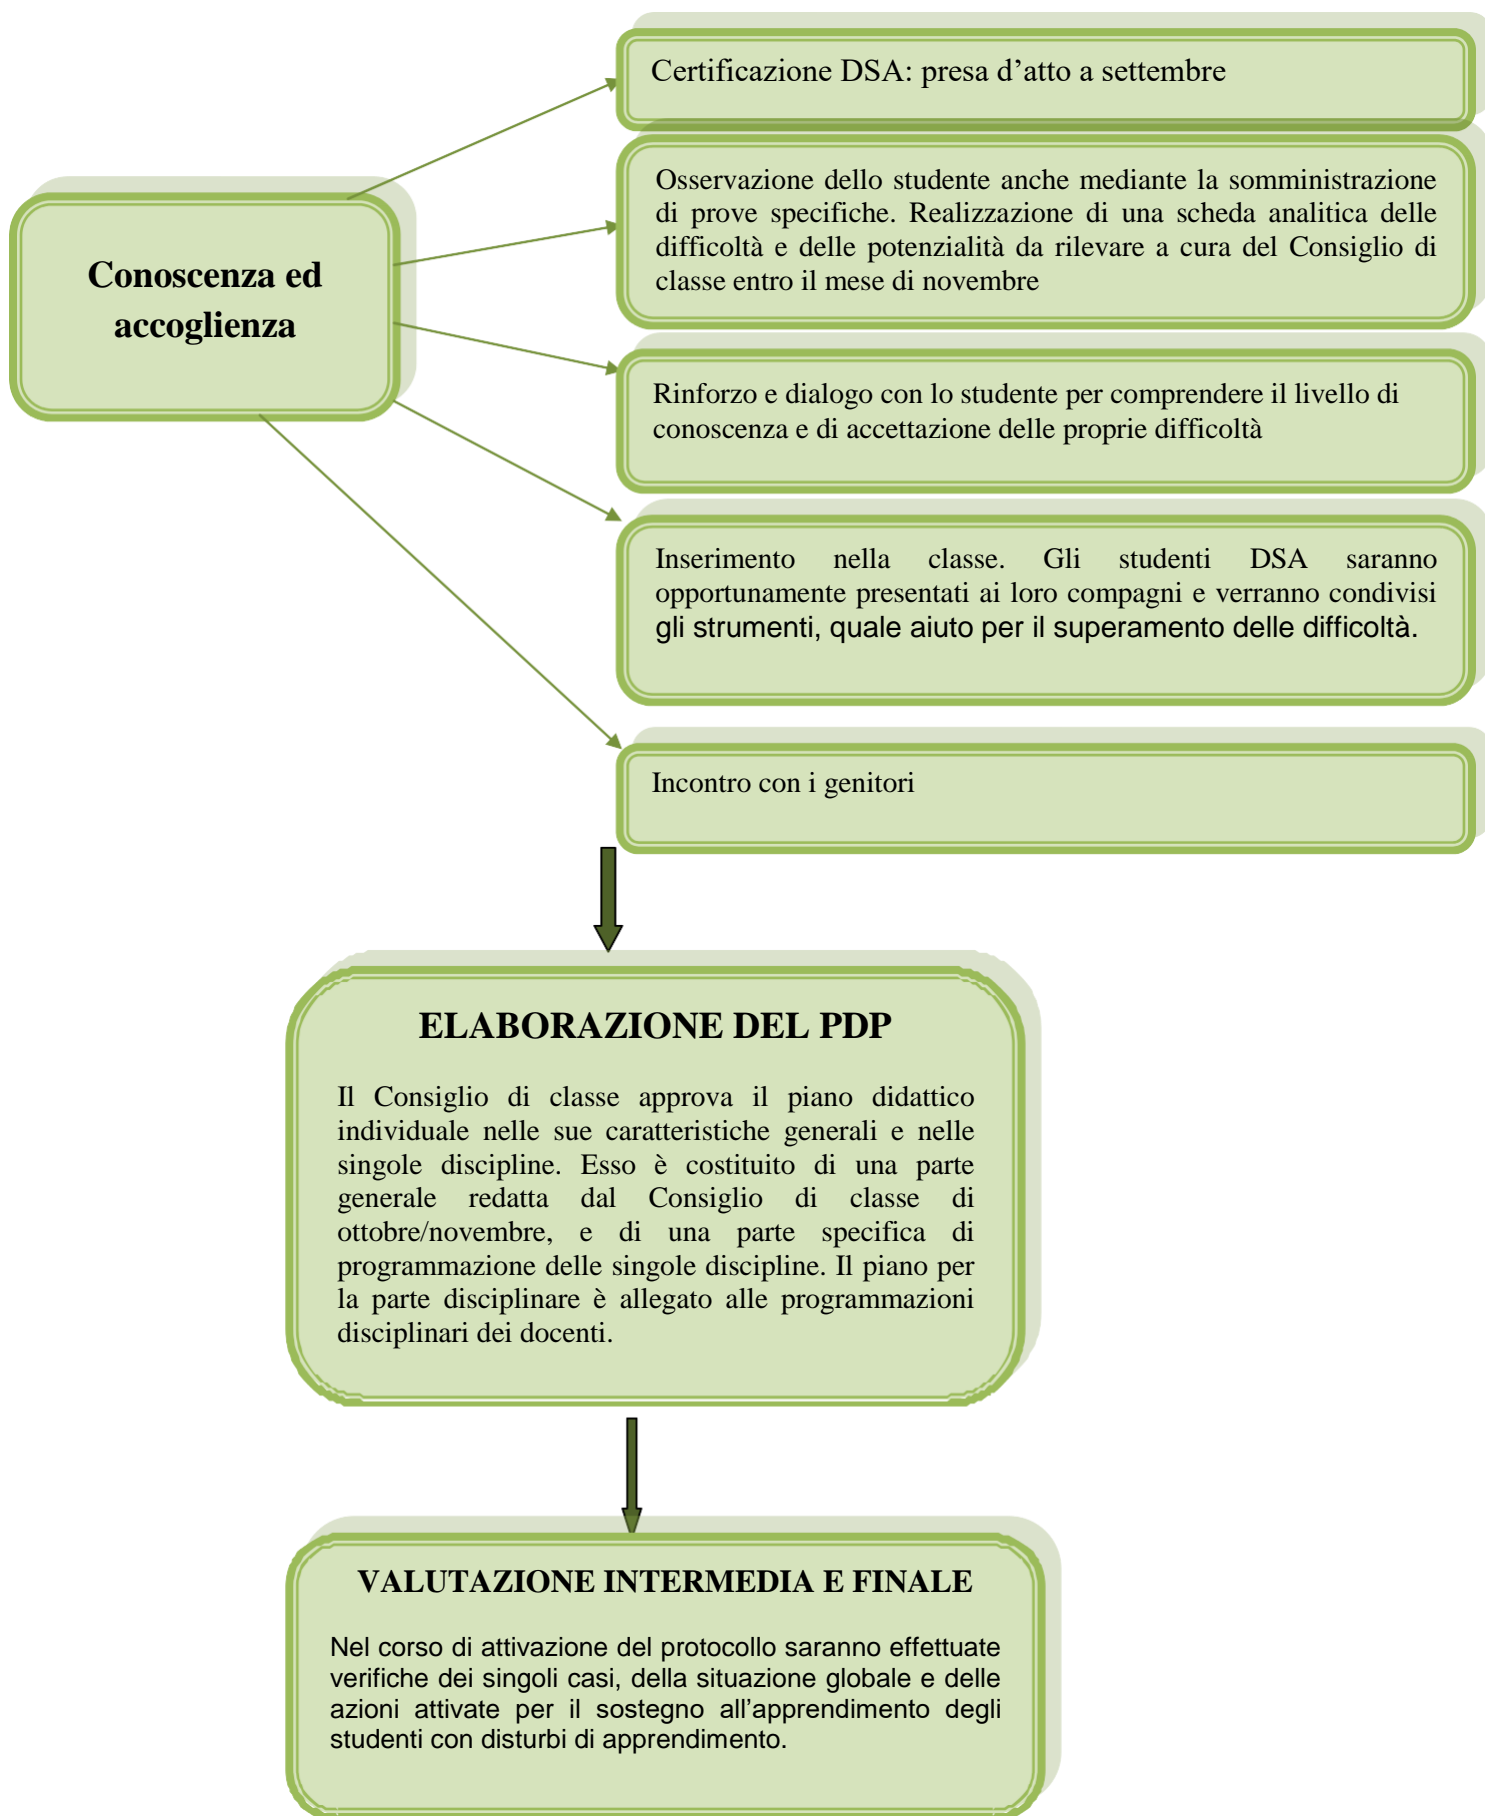 Certificazione DSA: presa d’atto a settembre
Osservazione dello studente anche mediante la somministrazione
di prove specifiche. Realizzazione di una scheda analitica delle
difficoltà e delle potenzialità da rilevare a cura del Consiglio di
classe entro il mese di novembre
Conoscenza ed
accoglienza
Rinforzo e dialogo con lo studente per comprendere il livello di
conoscenza e di accettazione delle proprie difficoltà
Inserimento nella classe. Gli studenti DSA saranno
opportunamente presentati ai loro compagni e verranno condivisi
gli strumenti, quale aiuto per il superamento delle difficoltà.
Incontro con i genitori
ELABORAZIONE DEL PDP
Il Consiglio di classe approva il piano didattico
individuale nelle sue caratteristiche generali e nelle
singole discipline. Esso è costituito di una parte
generale redatta dal Consiglio di classe di
ottobre/novembre, e di una parte specifica di
programmazione delle singole discipline. Il piano per
la parte disciplinare è allegato alle programmazioni
disciplinari dei docenti.
VALUTAZIONE INTERMEDIA E FINALE
Nel corso di attivazione del protocollo saranno effettuate
verifiche dei singoli casi, della situazione globale e delle
azioni attivate per il sostegno all’apprendimento degli
studenti con disturbi di apprendimento.